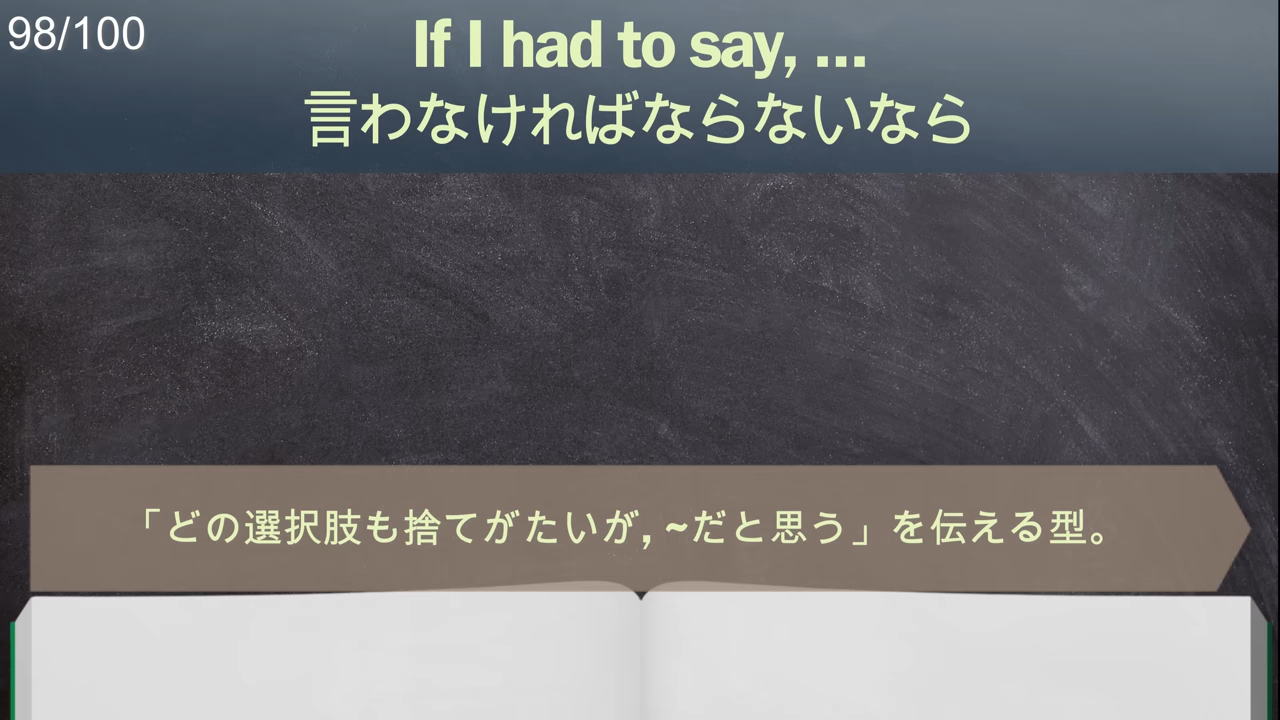 98/100
If I had to say, ...
言わなければならないなら
「どの選択肢も捨てがたいが, ~だと思う」を伝える型。